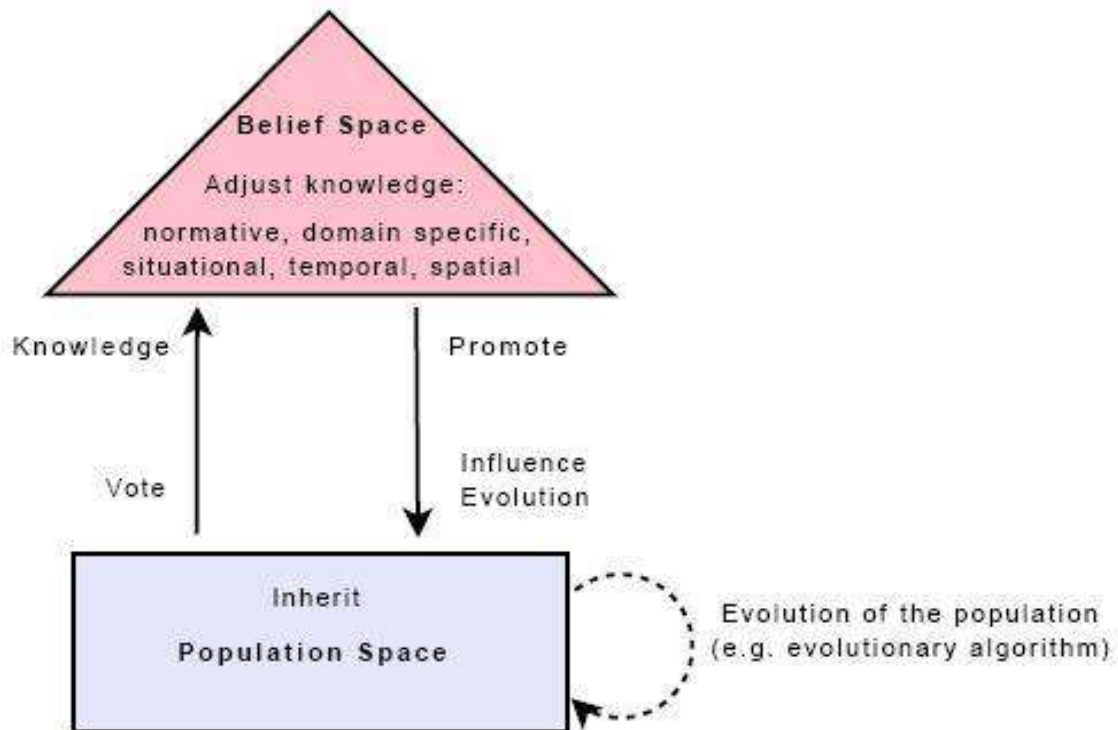 Belief Space
Adjust knowledge:
normative, domain specific,
situational, temporal, spatial
Knowledge
Promote
Vote
Influence
Evolution
Inherit
Population Space
Evolution of the population
(e.g. evolutionary algorithm)